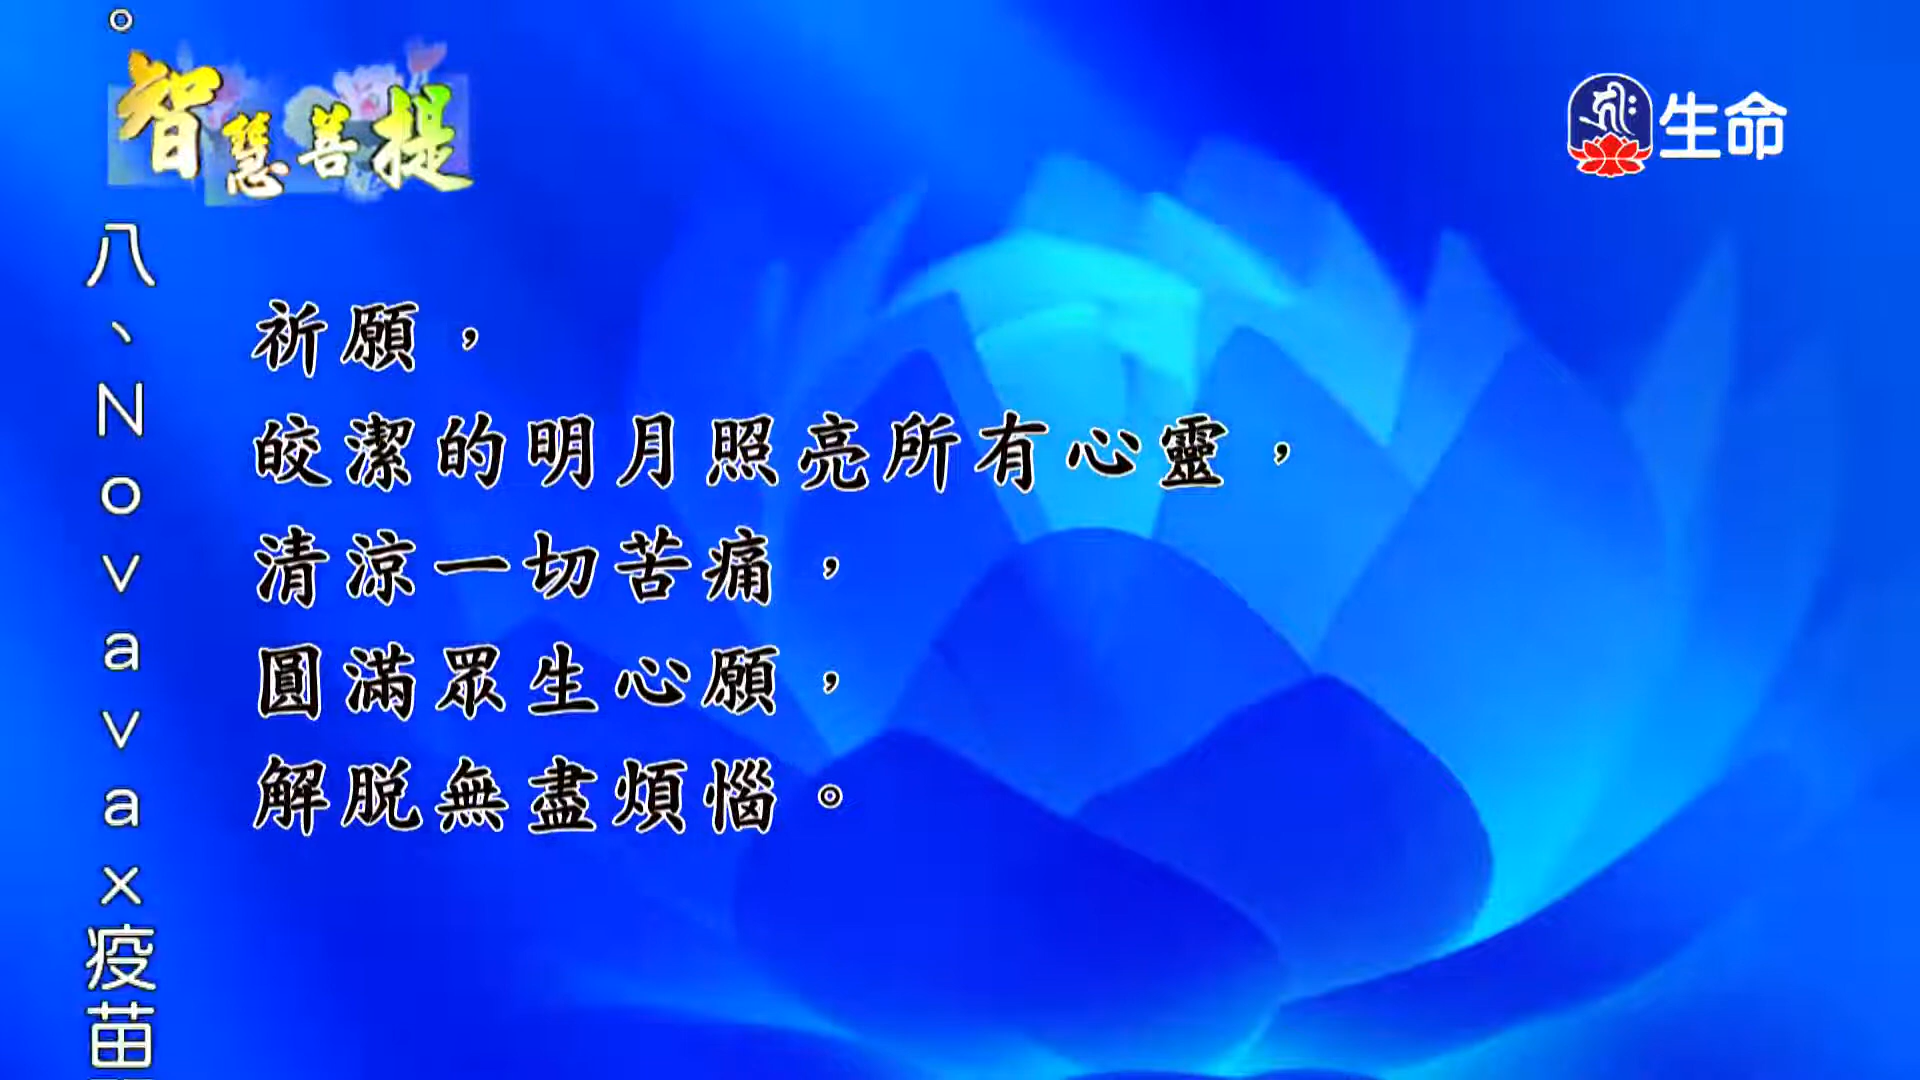 智慧菩提
生命
祈願，
皎潔的明月照亮所有心靈，
清涼一切苦痛，
圓滿眾生心願，
解脫無盡煩惱。
。八、Novavax疫苗